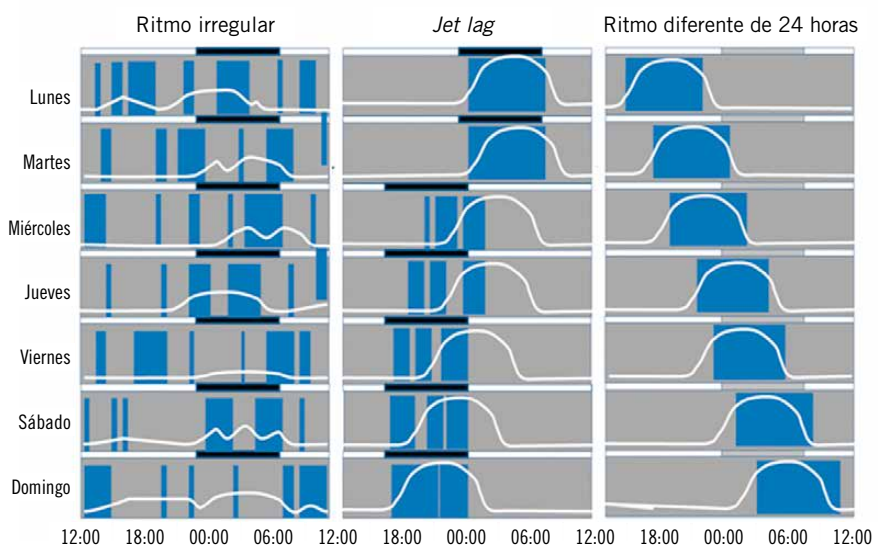 Ritmo irregular
Jet lag
Ritmo diferente de 24 horas
Lunes
Martes
Miércoles
Jueves
Viernes
Sábado
Domingo
12:00 18:00 00:00 06:00 12:00 18:00 00:00 06:00 12:00 18:00 00:00 06:00 12:00